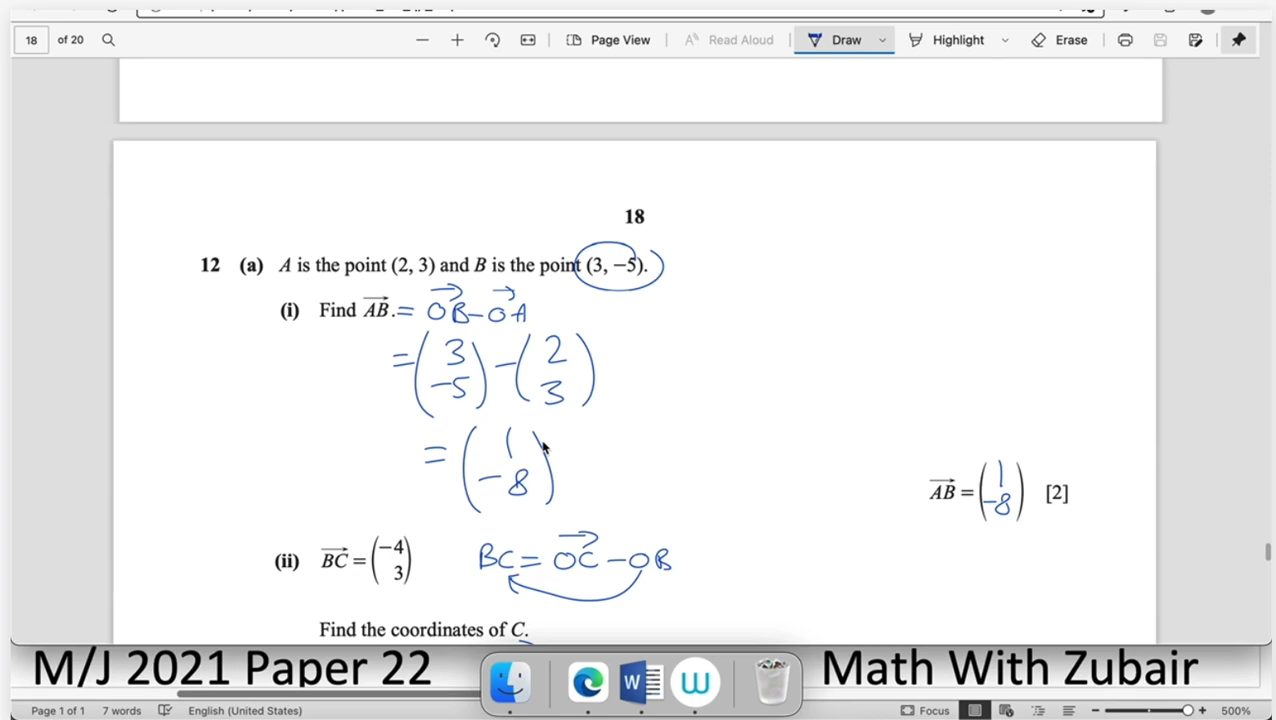 18 of 20 Page View Read Aloud Draw Highlight Erase
18
12 (a) A is the point (2, 3) and B is the point (3, −5).
(i) Find AB⃗. = OB⃗ − OA⃗
= (3 −5) − (2 3)
= (1 −8)
AB⃗ = (1 −8) [2]
(ii) BC⃗ = (−4 3) BC = OC⃗ − OB
Find the coordinates of C.
M/J 2021 Paper 22
Math With Zubair
W
Page 1 of 1 7 words English (United States) Focus 500%